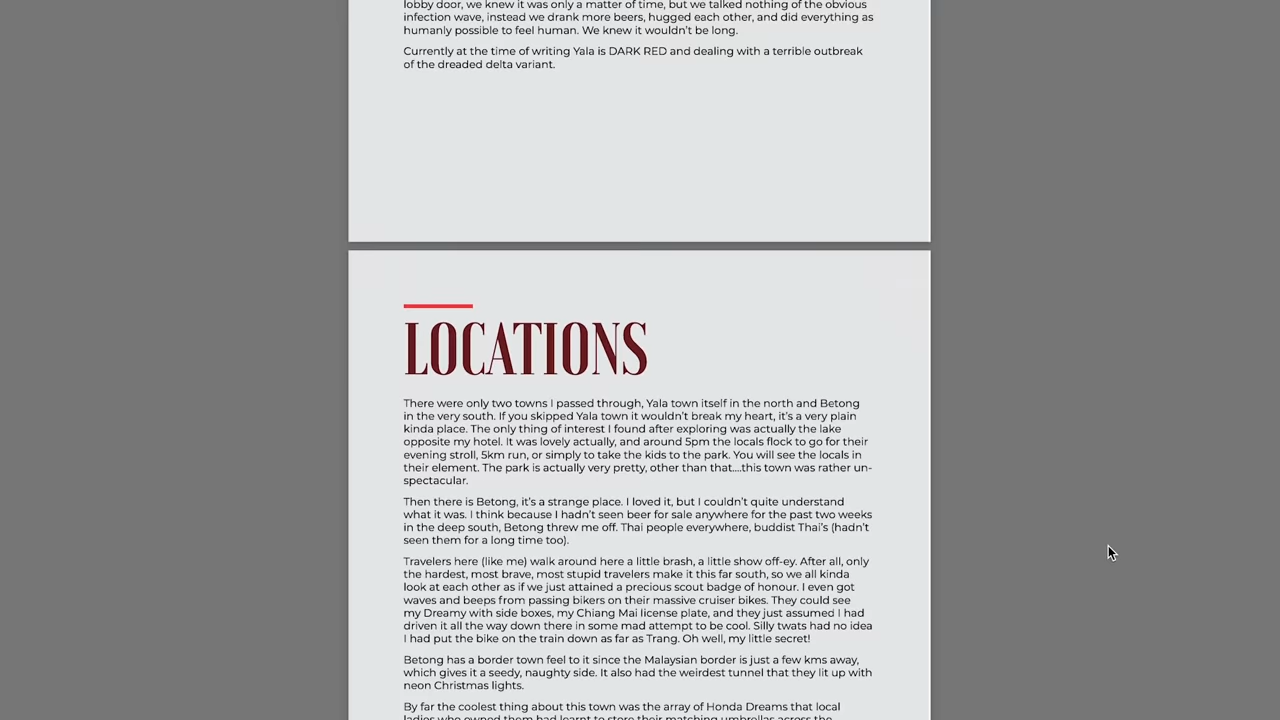 lobby door, we knew it was only a matter of time, but we talked nothing of the obvious
infection wave, instead we drank more beers, hugged each other, and did everything as
humanly possible to feel human. We knew it wouldn't be long.
Currently at the time of writing Yala is DARK RED and dealing with a terrible outbreak
of the dreaded delta variant.
LOCATIONS
There were only two towns I passed through, Yala town itself in the north and Betong
in the very south. If you skipped Yala town it wouldn't break my heart, it's a very plain
kinda place. The only thing of interest I found after exploring was actually the lake
opposite my hotel. It was lovely actually, and around 5pm the locals flock to go for their
evening stroll, 5km run, or simply to take the kids to the park. You will see the locals in
their element. The park is actually very pretty, other than that....this town was rather un-
spectacular.
Then there is Betong, it's a strange place. I loved it, but I couldn't quite understand
what it was. I think because I hadn't seen beer for sale anywhere for the past two weeks
in the deep south, Betong threw me off. Thai people everywhere, buddist Thai's (hadn't
seen them for a long time too).
Travelers here (like me) walk around here a little brash, a little show off-ey. After all, only
the hardest, most brave, most stupid travelers make it this far south, so we all kinda
look at each other as if we just attained a precious scout badge of honour. I even got
waves and beeps from passing bikers on their massive cruiser bikes. They could see
my Dreamy with side boxes, my Chiang Mai license plate, and they just assumed I had
driven it all the way down there in some mad attempt to be cool. Silly twats had no idea
I had put the bike on the train down as far as Trang. Oh well, my little secret!
Betong has a border town feel to it since the Malaysian border is just a few kms away,
which gives it a seedy, naughty side. It also had the weirdest tunnel that they lit up with
neon Christmas lights.
By far the coolest thing about this town was the array of Honda Dreams that local
ladies who owned them had learnt to store their matching umbrellas across the